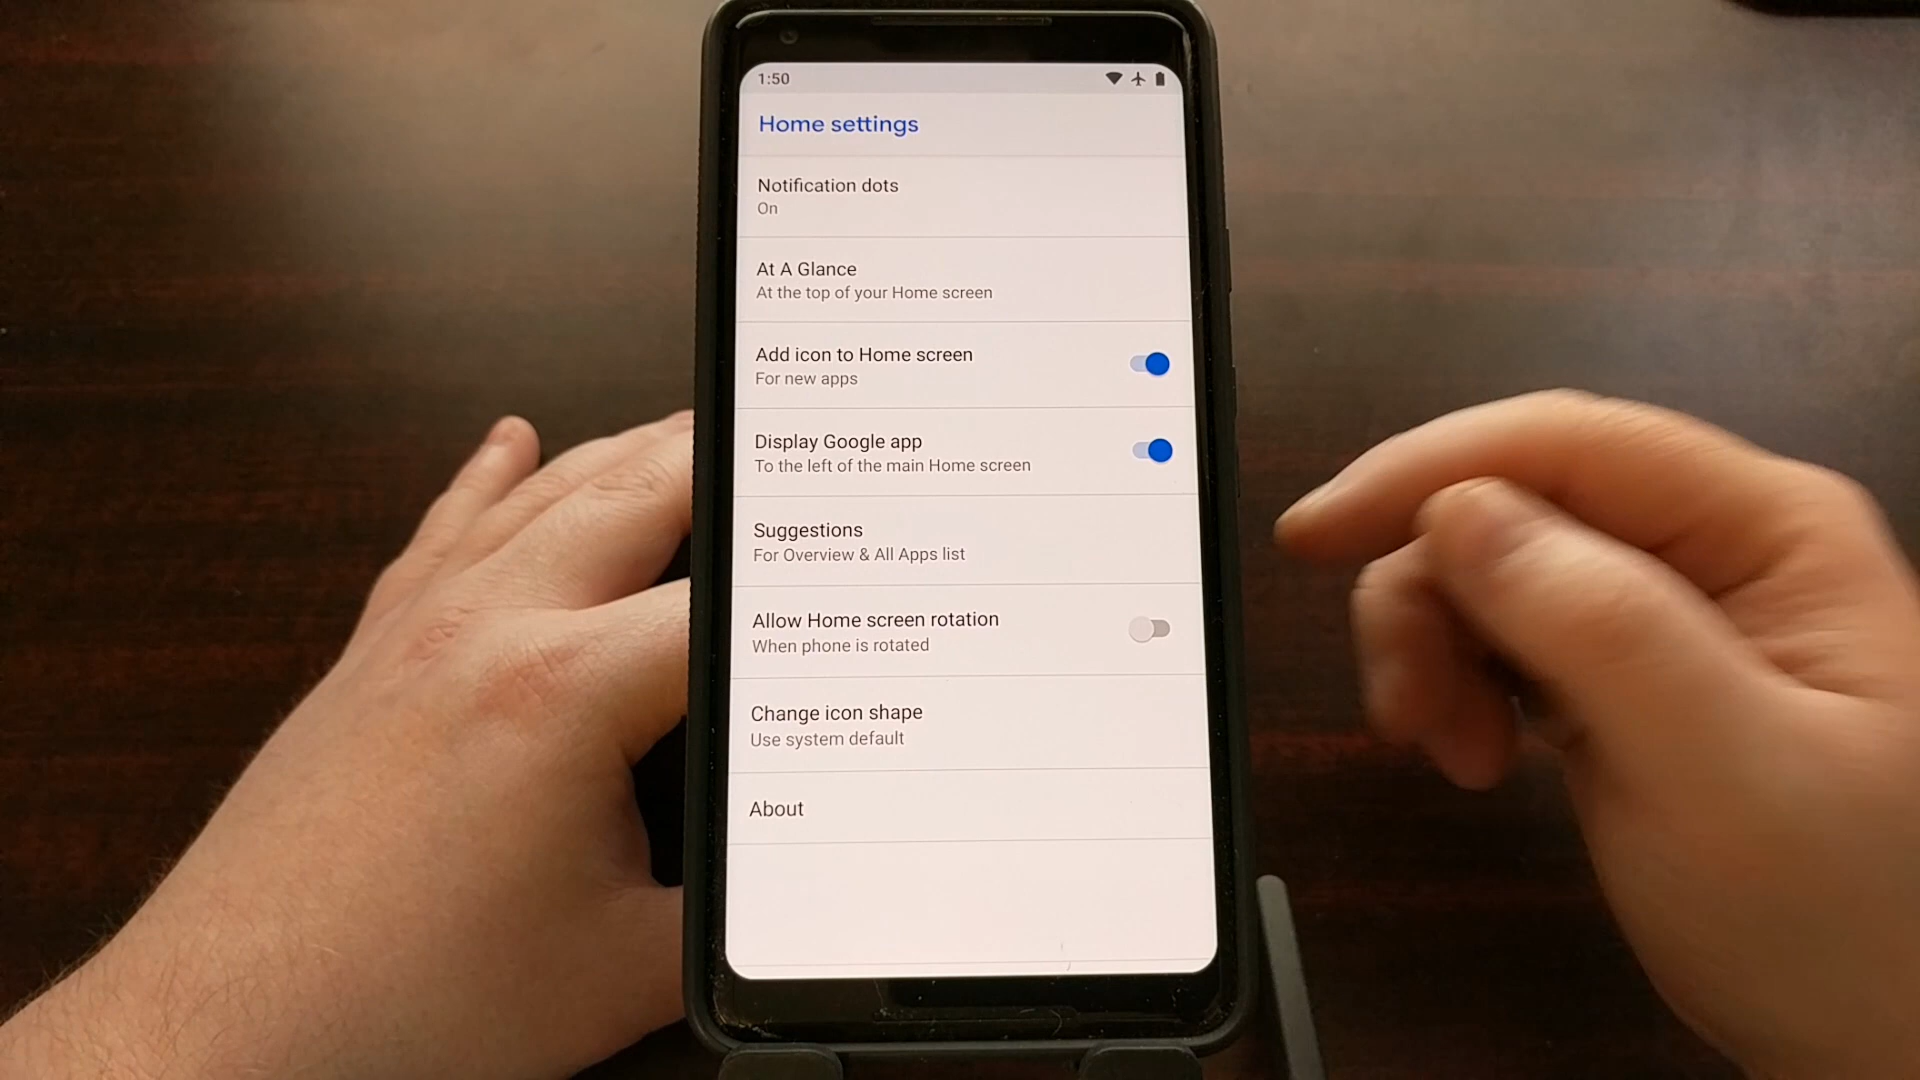 1:50
Home settings
Notification dots
On
At A Glance
At the top of your Home screen
Add icon to Home screen
For new apps
Display Google app
To the left of the main Home screen
Suggestions
For Overview & All Apps list
Allow Home screen rotation
When phone is rotated
Change icon shape
Use system default
About